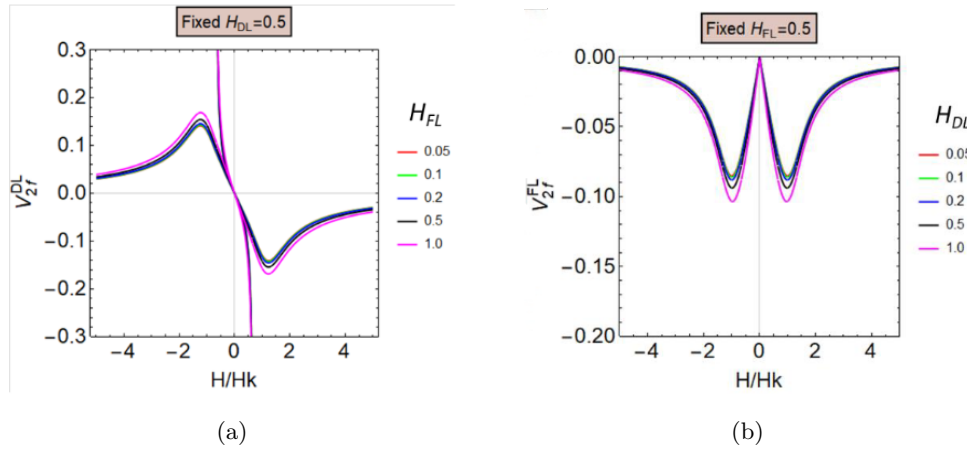 Fixed H_DL=0.5
0.3
0.2
0.1
0.0
−0.1
−0.2
−0.3
V_2f^DL
−4 −2 0 2 4
H/Hk
H_FL
0.05
0.1
0.2
0.5
1.0
(a)
Fixed H_FL=0.5
0.00
−0.05
−0.10
−0.15
−0.20
V_2f^FL
−4 −2 0 2 4
H/Hk
H_DL
0.05
0.1
0.2
0.5
1.0
(b)